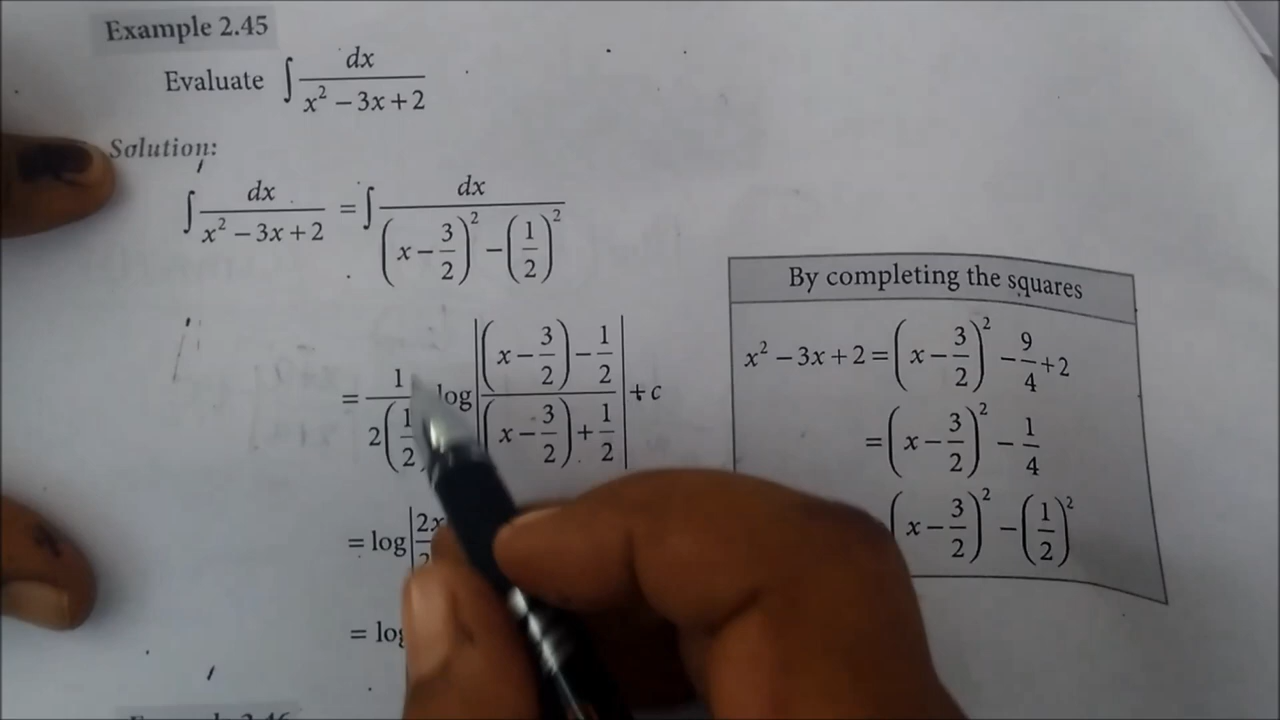 Example 2.45
Evaluate ∫ dx / (x² − 3x + 2)
Solution:
∫ dx / (x² − 3x + 2) = ∫ dx / ((x − 3/2)² − (1/2)²)
= 1 / (2(1/2)) log |((x − 3/2) − 1/2) / ((x − 3/2) + 1/2)| + c
= log |2x
= log
By completing the squares
x² − 3x + 2 = (x − 3/2)² − 9/4 + 2
= (x − 3/2)² − 1/4
(x − 3/2)² − (1/2)²